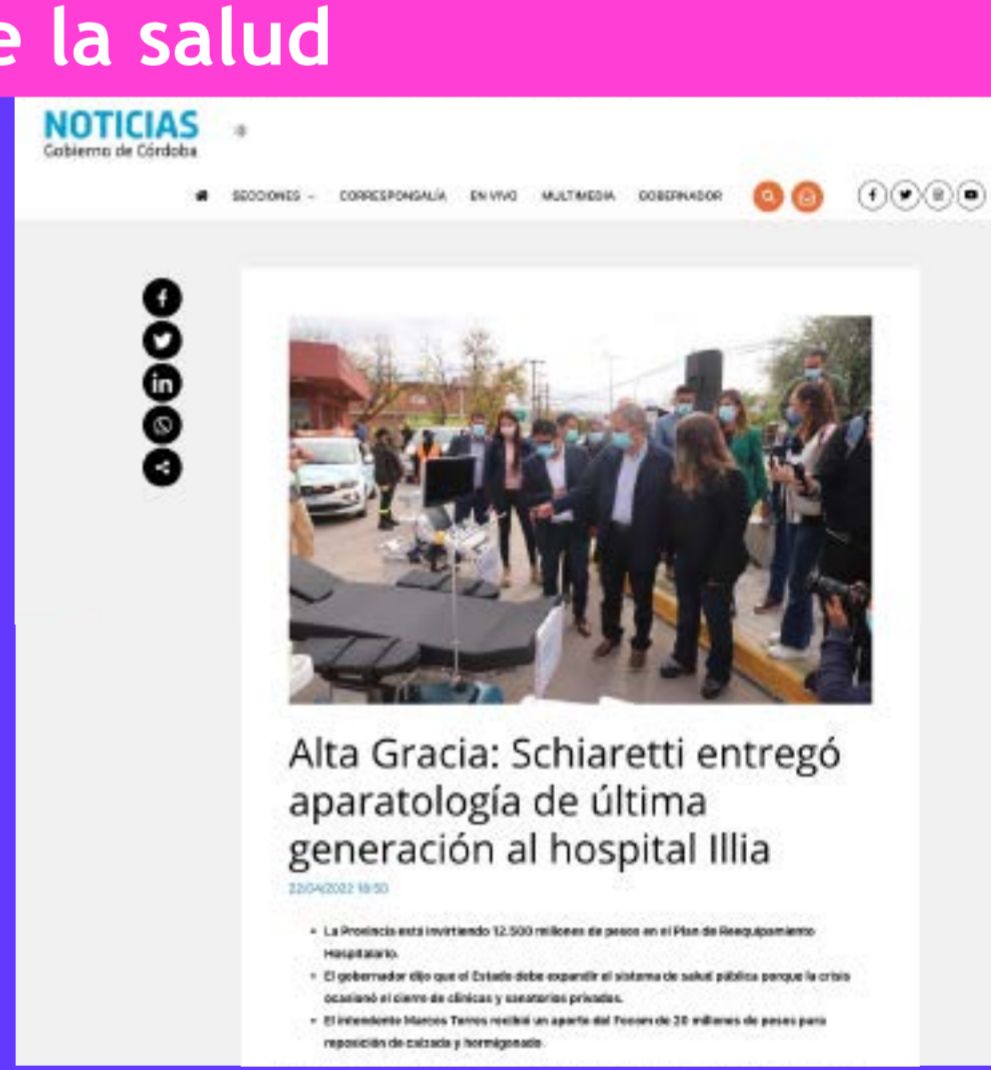 e la salud
NOTICIAS
Gobierno de Córdoba
SECCIONES CORRESPONSALÍA EN VIVO MULTIMEDIA GOBERNADOR
Alta Gracia: Schiaretti entregó
aparatología de última
generación al hospital Illia
22/04/2022 18:50
• La Provincia está invirtiendo 12.500 millones de pesos en el Plan de Reequipamiento
Hospitalario.
• El gobernador dijo que el Estado debe expandir el sistema de salud pública porque la crisis
ocasionó el cierre de clínicas y sanatorios privados.
• El intendente Marcos Torres recibió un aporte del Focom de 20 millones de pesos para
reposición de calzada y hormigonado.